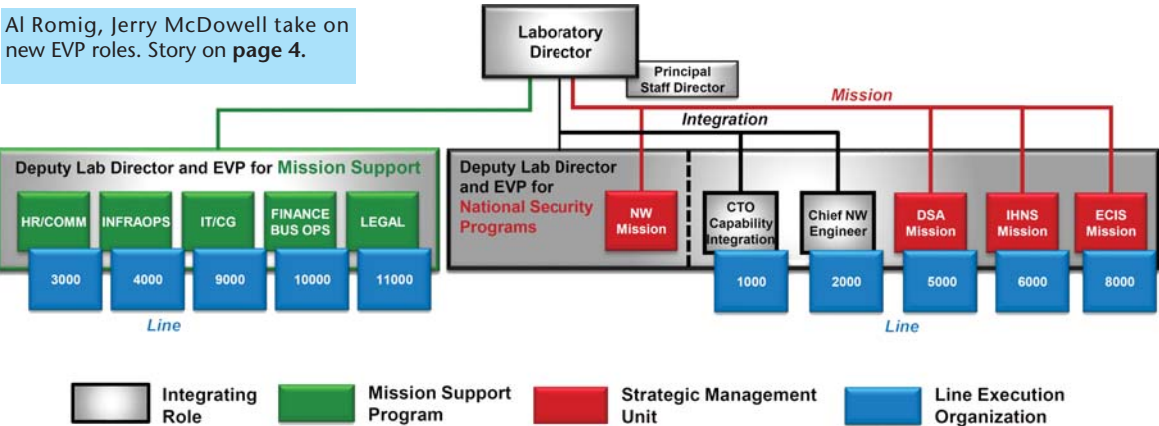 Al Romig, Jerry McDowell take on
new EVP roles. Story on page 4.
Laboratory
Director
Principal
Staff Director
Mission
Integration
Deputy Lab Director and EVP for Mission Support
HR/COMM
INFRAOPS
IT/CG
FINANCE
BUS OPS
LEGAL
3000
4000
9000
10000
11000
Line
Deputy Lab Director
and EVP for
National Security
Programs
NW
Mission
CTO
Capability
Integration
Chief NW
Engineer
DSA
Mission
IHNS
Mission
ECIS
Mission
1000
2000
5000
6000
8000
Line
Integrating
Role
Mission Support
Program
Strategic Management
Unit
Line Execution
Organization